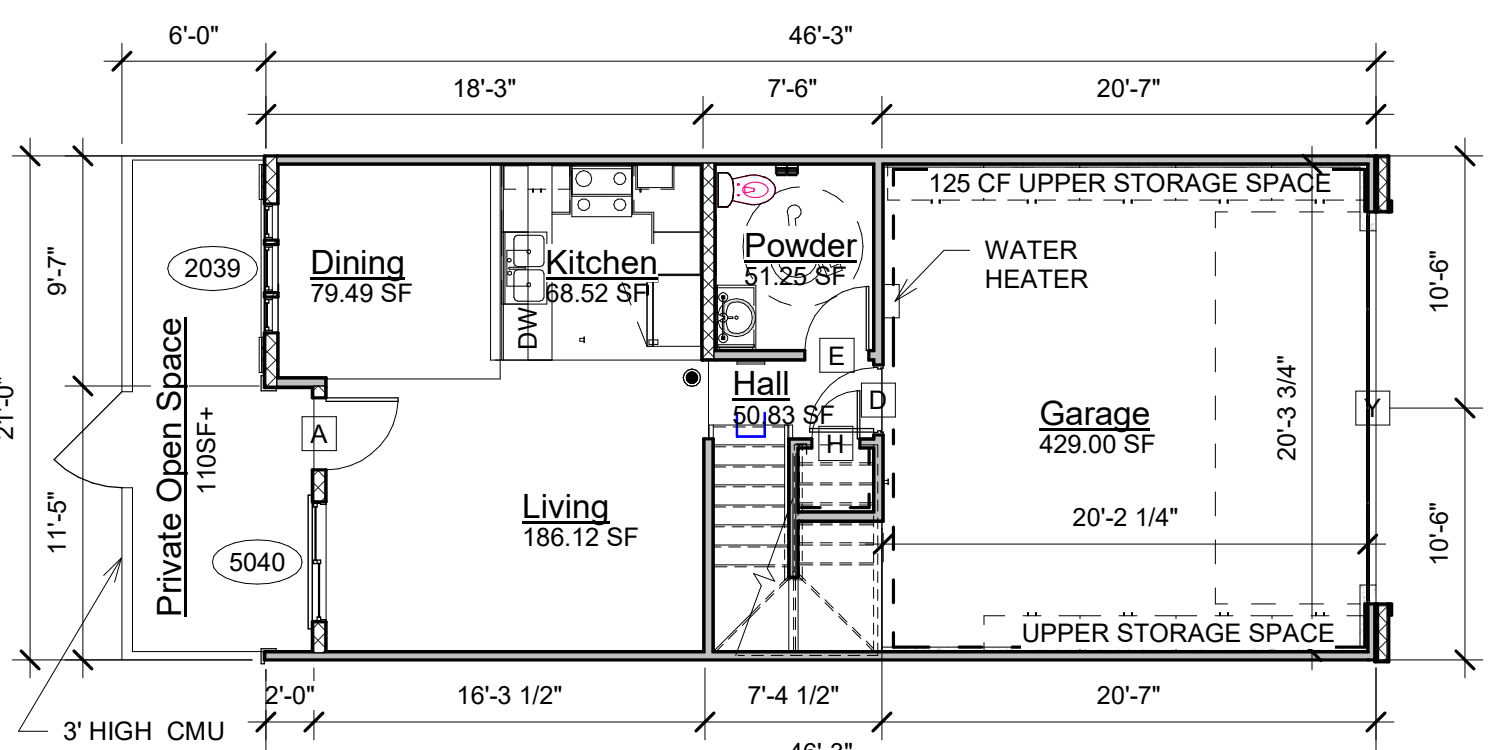 6'-0"
46'-3"
18'-3"
7'-6"
20'-7"
125 CF UPPER STORAGE SPACE
9'-7"
2039
Dining
79.49 SF
Kitchen
68.52 SF
DW
Powder
51.25 SF
WATER
HEATER
10'-6"
21'-0"
Private Open Space
110SF+
A
E
Hall
50.83 SF
D
H
Garage
429.00 SF
20'-3 3/4"
Y
11'-5"
5040
Living
186.12 SF
20'-2 1/4"
10'-6"
UPPER STORAGE SPACE
2'-0"
16'-3 1/2"
7'-4 1/2"
20'-7"
3' HIGH CMU
46'-3"